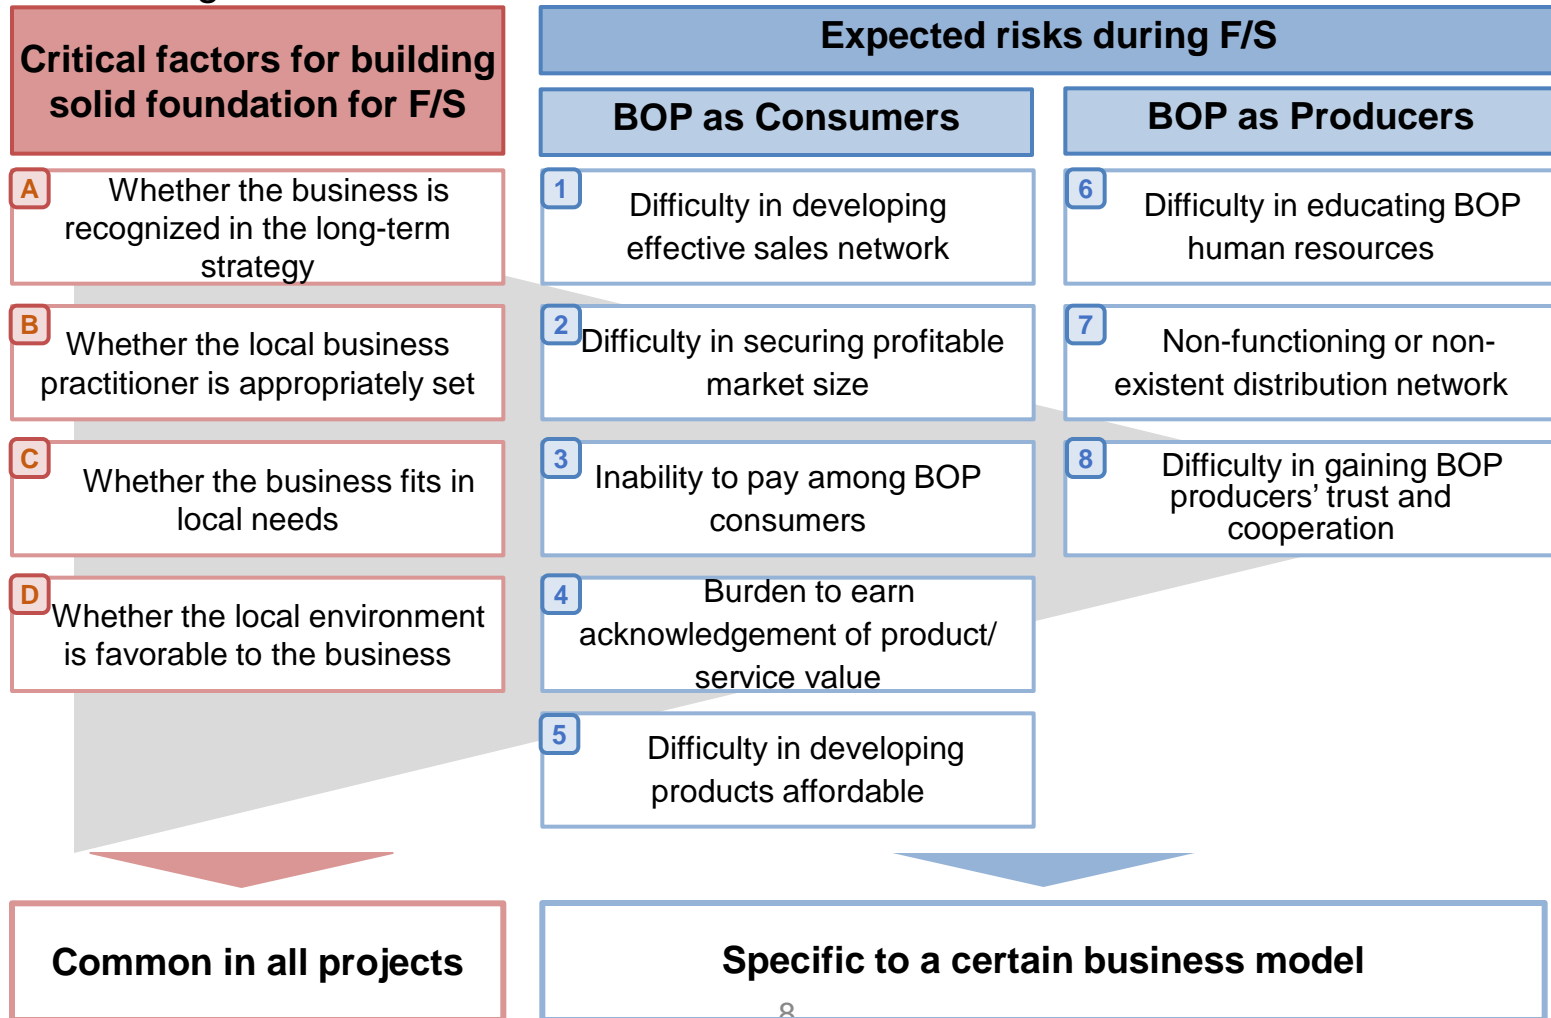 Critical factors for building
solid foundation for F/S
Expected risks during F/S
BOP as Consumers
BOP as Producers
A
Whether the business is
recognized in the long-term
strategy
B
Whether the local business
practitioner is appropriately set
C
Whether the business fits in
local needs
D
Whether the local environment
is favorable to the business
1
Difficulty in developing
effective sales network
2
Difficulty in securing profitable
market size
3
Inability to pay among BOP
consumers
4
Burden to earn
acknowledgement of product/
service value
5
Difficulty in developing
products affordable
6
Difficulty in educating BOP
human resources
7
Non-functioning or non-
existent distribution network
8
Difficulty in gaining BOP
producers’ trust and
cooperation
Common in all projects
Specific to a certain business model
8